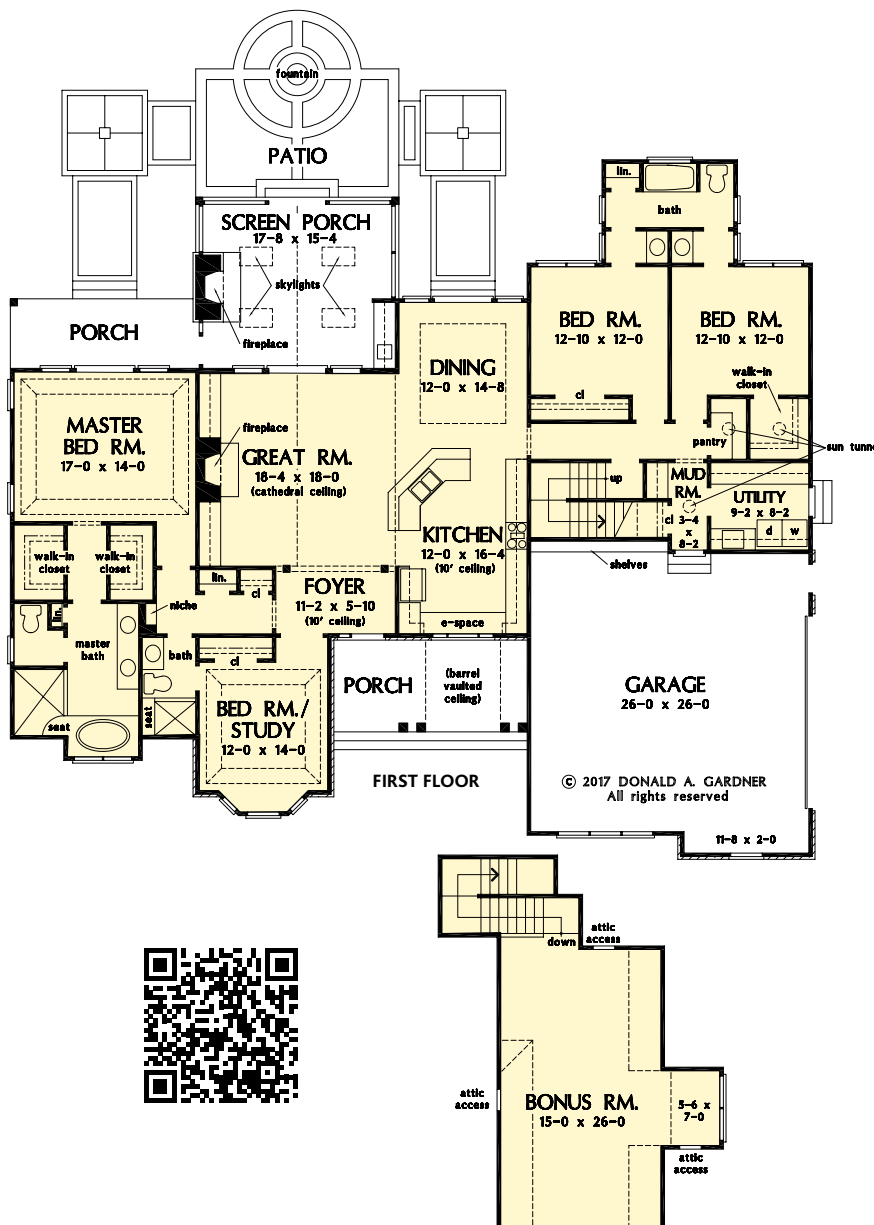 fountain
PATIO
SCREEN PORCH
17-8 x 15-4
skylights
fireplace
PORCH
lin.
bath
BED RM.
12-10 x 12-0
BED RM.
12-10 x 12-0
walk-in
closet
cl
pantry
sun tunne
DINING
12-0 x 14-8
MASTER
BED RM.
17-0 x 14-0
fireplace
GREAT RM.
18-4 x 18-0
(cathedral ceiling)
up
MUD
RM.
3-4
x
8-2
cl
UTILITY
9-2 x 8-2
d
w
KITCHEN
12-0 x 16-4
(10' ceiling)
e-space
shelves
walk-in
closet
walk-in
closet
lin.
cl
FOYER
11-2 x 5-10
(10' ceiling)
niche
lin.
master
bath
bath
cl
seat
seat
BED RM./
STUDY
12-0 x 14-0
PORCH
(barrel
vaulted
ceiling)
GARAGE
26-0 x 26-0
FIRST FLOOR
© 2017 DONALD A. GARDNER
All rights reserved
11-8 x 2-0
down
attic
access
attic
access
BONUS RM.
15-0 x 26-0
5-6 x
7-0
attic
access